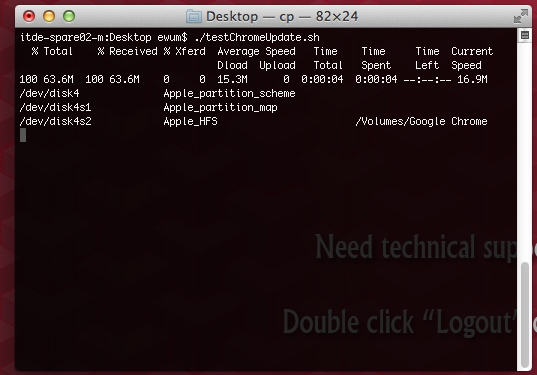 Desktop — cp — 82×24
itde-spare02-m:Desktop ewum$ ./testChromeUpdate.sh
  % Total    % Received % Xferd  Average Speed   Time    Time     Time  Current
                                 Dload  Upload   Total   Spent    Left  Speed
100 63.6M  100 63.6M    0     0  15.3M      0  0:00:04  0:00:04 --:--:-- 16.9M
/dev/disk4              Apple_partition_scheme
/dev/disk4s1            Apple_partition_map
/dev/disk4s2            Apple_HFS                       /Volumes/Google Chrome
Need technical suppo
Double click “Logout” o